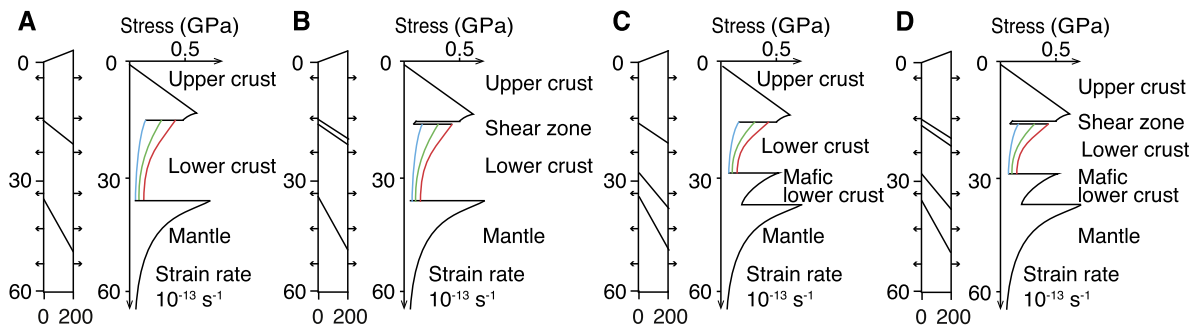 A
Stress (GPa)
0.5
0
30
60
0 200
0
30
60
Upper crust
Lower crust
Mantle
Strain rate
10-13 s-1
B
Stress (GPa)
0.5
0
30
60
0 200
0
30
60
Upper crust
Shear zone
Lower crust
Mantle
Strain rate
10-13 s-1
C
Stress (GPa)
0.5
0
30
60
0 200
0
30
60
Upper crust
Lower crust
Mafic
lower crust
Mantle
Strain rate
10-13 s-1
D
Stress (GPa)
0.5
0
30
60
0 200
0
30
60
Upper crust
Shear zone
Lower crust
Mafic
lower crust
Mantle
Strain rate
10-13 s-1